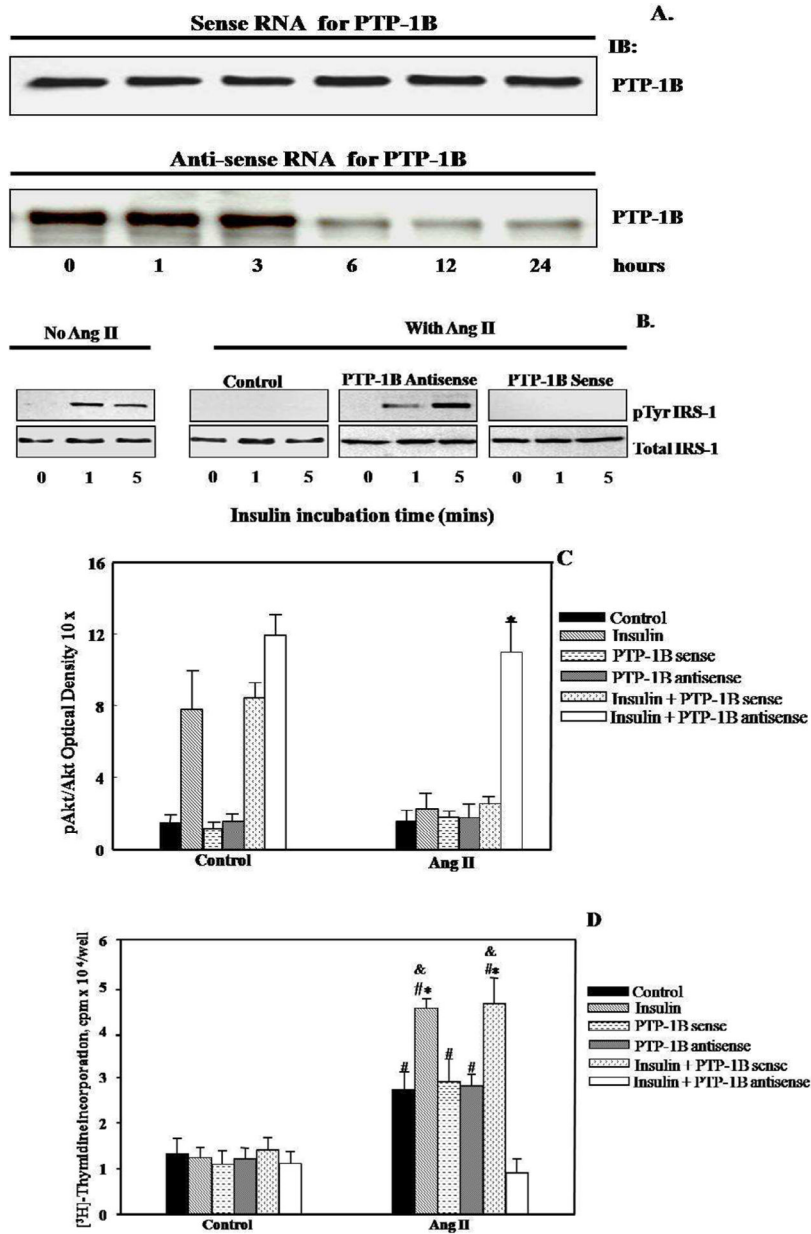 A.
Sense RNA for PTP-1B
IB:
PTP-1B
Anti-sense RNA for PTP-1B
PTP-1B
0 1 3 6 12 24 hours
B.
No Ang II With Ang II
Control PTP-1B Antisense PTP-1B Sense
pTyr IRS-1
Total IRS-1
0 1 5 0 1 5 0 1 5 0 1 5
Insulin incubation time (mins)
C
pAkt/Akt Optical Density 10 x
16
12
8
4
0
*
Control Ang II
Control
Insulin
PTP-1B sense
PTP-1B antisense
Insulin + PTP-1B sense
Insulin + PTP-1B antisense
D
[³H]-Thymidine Incorporation, cpm x 10⁴/well
6
5
4
3
2
1
0
& &
#* #*
# # #
Control Ang II
Control
Insulin
PTP-1B sense
PTP-1B antisense
Insulin + PTP-1B sense
Insulin + PTP-1B antisense